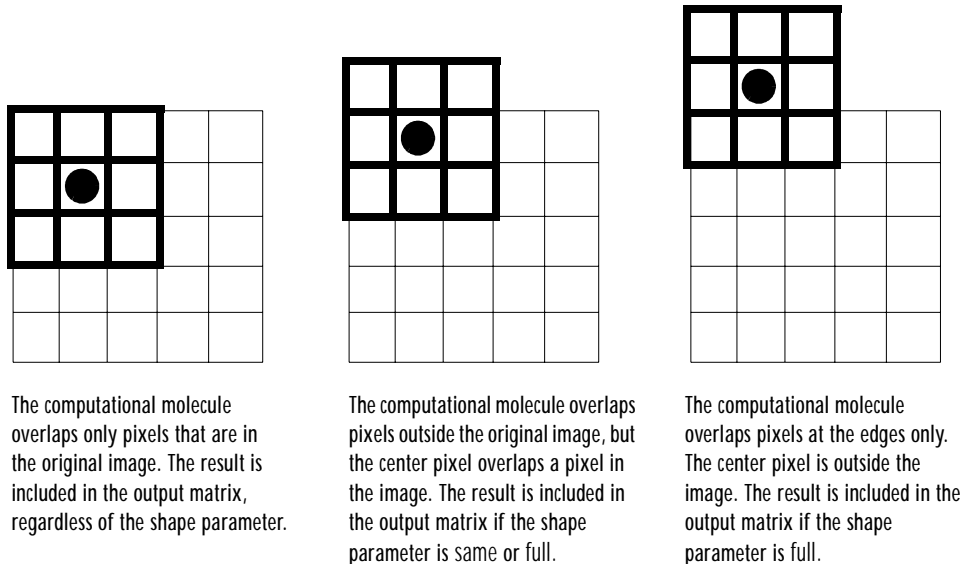 The computational molecule
overlaps only pixels that are in
the original image. The result is
included in the output matrix,
regardless of the shape parameter.
The computational molecule overlaps
pixels outside the original image, but
the center pixel overlaps a pixel in
the image. The result is included in
the output matrix if the shape
parameter is same or full.
The computational molecule
overlaps pixels at the edges only.
The center pixel is outside the
image. The result is included in the
output matrix if the shape
parameter is full.